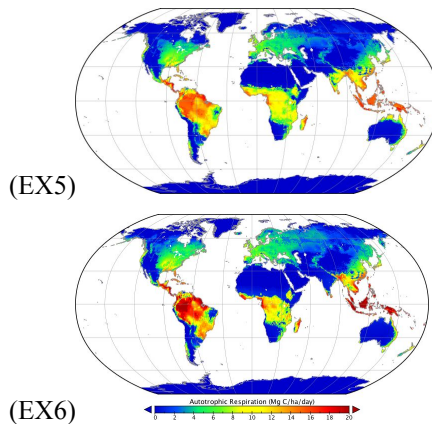 (EX5)
(EX6)
Autotrophic Respiration (Mg C/ha/day)
0 2 4 6 8 10 12 14 16 18 20